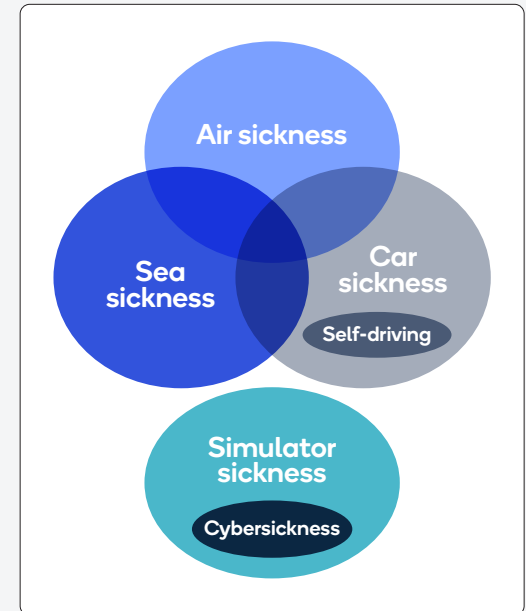 Air sickness
Sea
sickness
Car
sickness
Self-driving
Simulator
sickness
Cybersickness